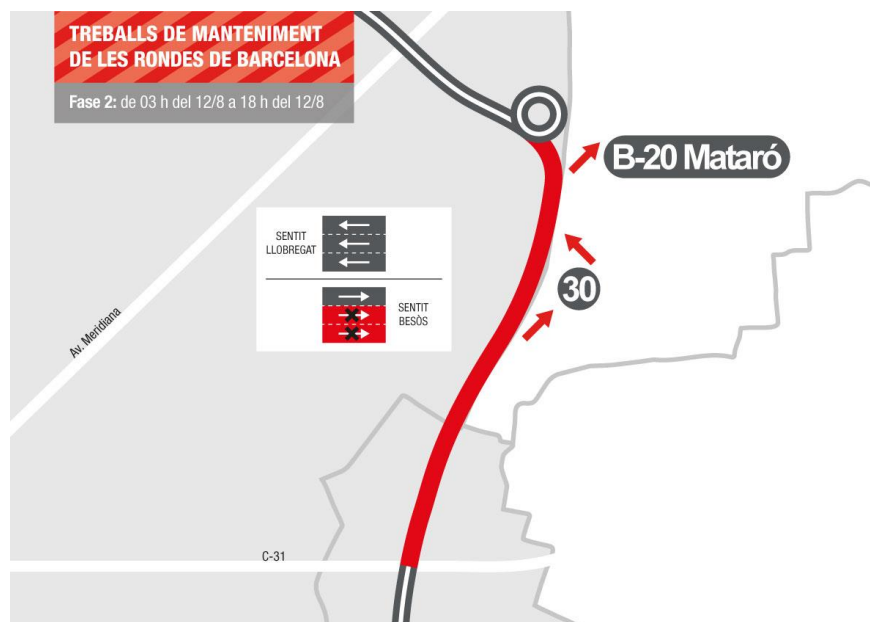 TREBALLS DE MANTENIMENT
DE LES RONDES DE BARCELONA
Fase 2: de 03 h del 12/8 a 18 h del 12/8
B-20 Mataró
SENTIT
LLOBREGAT
30
SENTIT
BESÒS
Av. Meridiana
C-31